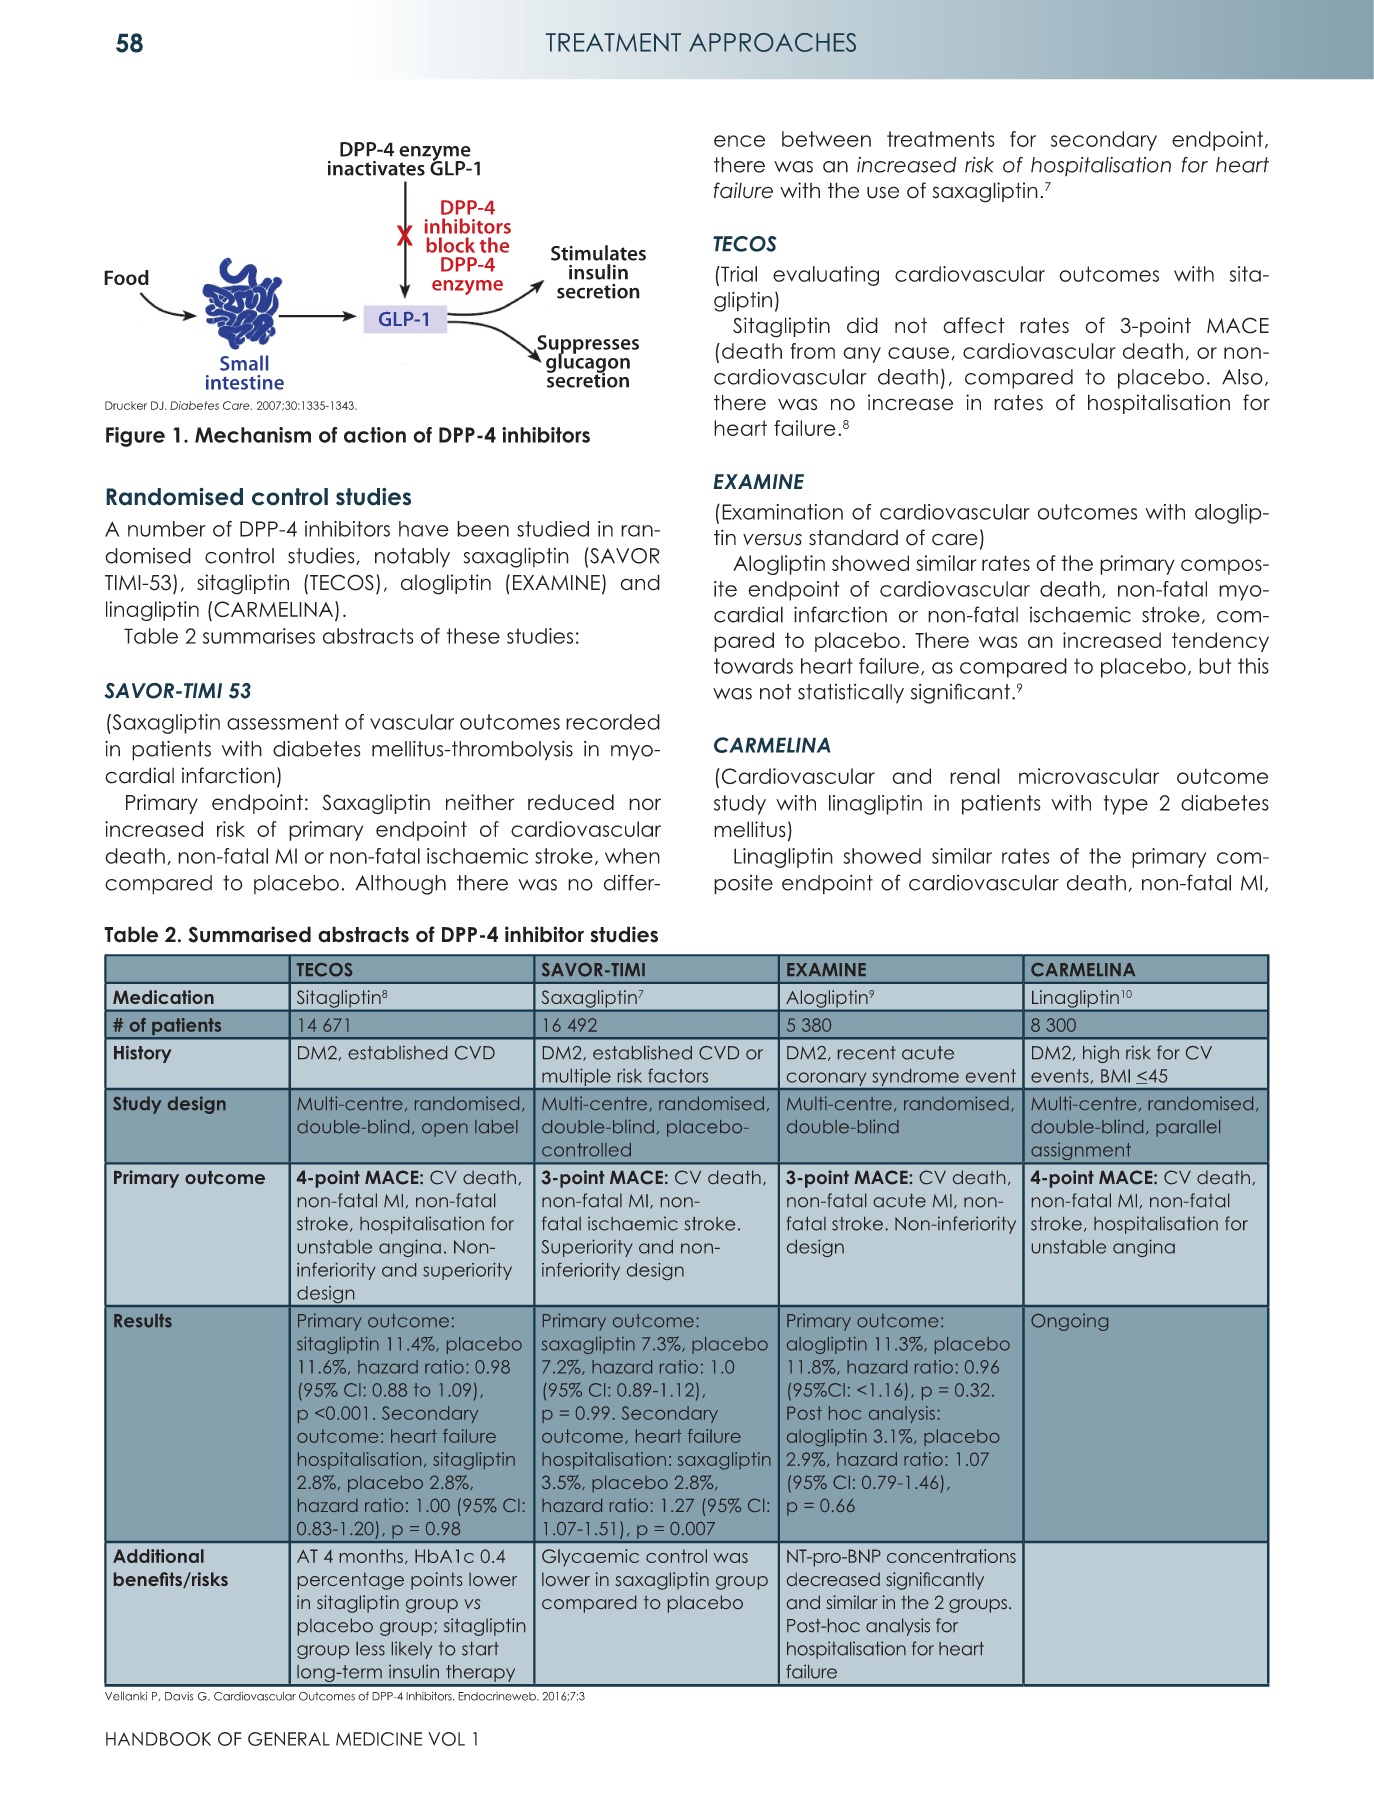 58
TREATMENT APPROACHES
DPP-4 enzyme
inactivates GLP-1
DPP-4
inhibitors
block the
DPP-4
enzyme
X
Food
Small
intestine
GLP-1
Stimulates
insulin
secretion
Suppresses
glucagon
secretion
Drucker DJ. Diabetes Care. 2007;30:1335-1343.
Figure 1. Mechanism of action of DPP-4 inhibitors
Randomised control studies
A number of DPP-4 inhibitors have been studied in ran-
domised control studies, notably saxagliptin (SAVOR
TIMI-53), sitagliptin (TECOS), alogliptin (EXAMINE) and
linagliptin (CARMELINA).
Table 2 summarises abstracts of these studies:
SAVOR-TIMI 53
(Saxagliptin assessment of vascular outcomes recorded
in patients with diabetes mellitus-thrombolysis in myo-
cardial infarction)
Primary endpoint: Saxagliptin neither reduced nor
increased risk of primary endpoint of cardiovascular
death, non-fatal MI or non-fatal ischaemic stroke, when
compared to placebo. Although there was no differ-
ence between treatments for secondary endpoint,
there was an increased risk of hospitalisation for heart
failure with the use of saxagliptin.7
TECOS
(Trial evaluating cardiovascular outcomes with sita-
gliptin)
Sitagliptin did not affect rates of 3-point MACE
(death from any cause, cardiovascular death, or non-
cardiovascular death), compared to placebo. Also,
there was no increase in rates of hospitalisation for
heart failure.8
EXAMINE
(Examination of cardiovascular outcomes with aloglip-
tin versus standard of care)
Alogliptin showed similar rates of the primary compos-
ite endpoint of cardiovascular death, non-fatal myo-
cardial infarction or non-fatal ischaemic stroke, com-
pared to placebo. There was an increased tendency
towards heart failure, as compared to placebo, but this
was not statistically significant.9
CARMELINA
(Cardiovascular and renal microvascular outcome
study with linagliptin in patients with type 2 diabetes
mellitus)
Linagliptin showed similar rates of the primary com-
posite endpoint of cardiovascular death, non-fatal MI,
Table 2. Summarised abstracts of DPP-4 inhibitor studies
TECOS
SAVOR-TIMI
EXAMINE
CARMELINA
Medication
Sitagliptin8
Saxagliptin7
Alogliptin9
Linagliptin10
# of patients
14 671
16 492
5 380
8 300
History
DM2, established CVD
DM2, established CVD or
multiple risk factors
DM2, recent acute
coronary syndrome event
DM2, high risk for CV
events, BMI ≤45
Study design
Multi-centre, randomised,
double-blind, open label
Multi-centre, randomised,
double-blind, placebo-
controlled
Multi-centre, randomised,
double-blind
Multi-centre, randomised,
double-blind, parallel
assignment
Primary outcome
4-point MACE: CV death,
non-fatal MI, non-fatal
stroke, hospitalisation for
unstable angina. Non-
inferiority and superiority
design
3-point MACE: CV death,
non-fatal MI, non-
fatal ischaemic stroke.
Superiority and non-
inferiority design
3-point MACE: CV death,
non-fatal acute MI, non-
fatal stroke. Non-inferiority
design
4-point MACE: CV death,
non-fatal MI, non-fatal
stroke, hospitalisation for
unstable angina
Results
Primary outcome:
sitagliptin 11.4%, placebo
11.6%, hazard ratio: 0.98
(95% CI: 0.88 to 1.09),
p <0.001. Secondary
outcome: heart failure
hospitalisation, sitagliptin
2.8%, placebo 2.8%,
hazard ratio: 1.00 (95% CI:
0.83-1.20), p = 0.98
Primary outcome:
saxagliptin 7.3%, placebo
7.2%, hazard ratio: 1.0
(95% CI: 0.89-1.12),
p = 0.99. Secondary
outcome, heart failure
hospitalisation: saxagliptin
3.5%, placebo 2.8%,
hazard ratio: 1.27 (95% CI:
1.07-1.51), p = 0.007
Primary outcome:
alogliptin 11.3%, placebo
11.8%, hazard ratio: 0.96
(95%CI: <1.16), p = 0.32.
Post hoc analysis:
alogliptin 3.1%, placebo
2.9%, hazard ratio: 1.07
(95% CI: 0.79-1.46),
p = 0.66
Ongoing
Additional
benefits/risks
AT 4 months, HbA1c 0.4
percentage points lower
in sitagliptin group vs
placebo group; sitagliptin
group less likely to start
long-term insulin therapy
Glycaemic control was
lower in saxagliptin group
compared to placebo
NT-pro-BNP concentrations
decreased significantly
and similar in the 2 groups.
Post-hoc analysis for
hospitalisation for heart
failure
Vellanki P, Davis G. Cardiovascular Outcomes of DPP-4 Inhibitors. Endocrineweb. 2016;7:3
HANDBOOK OF GENERAL MEDICINE VOL 1